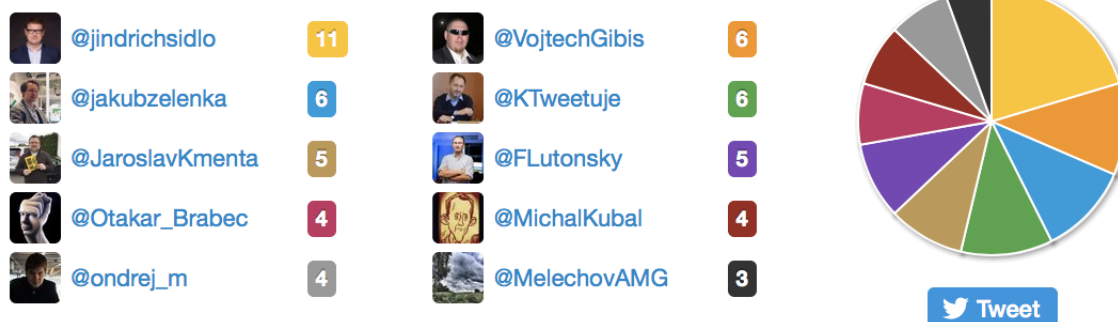 @jindrichsidlo 11 @VojtechGibis 6
@jakubzelenka 6 @KTweetuje 6
@JaroslavKmenta 5 @FLutonsky 5
@Otakar_Brabec 4 @MichalKubal 4
@ondrej_m 4 @MelechovAMG 3
Tweet